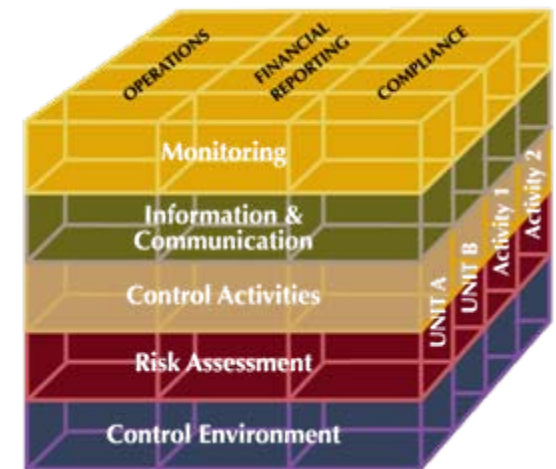 OPERATIONS
FINANCIAL
REPORTING
COMPLIANCE
Monitoring
Information &
Communication
Control Activities
Risk Assessment
Control Environment
UNIT A
UNIT B
Activity 1
Activity 2